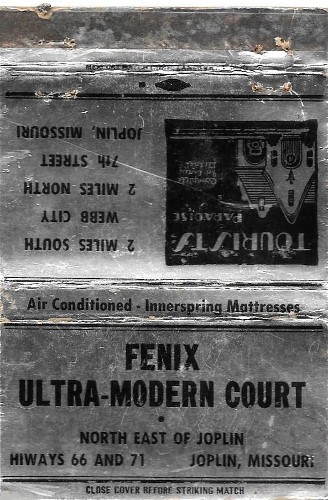 TOURISTS
PARADISE
2 MILES SOUTH
WEBB CITY
2 MILES NORTH
7th STREET
JOPLIN, MISSOURI
Air Conditioned - Innerspring Mattresses
FENIX
ULTRA-MODERN COURT
•
NORTH EAST OF JOPLIN
HIWAYS 66 AND 71 JOPLIN, MISSOURI
CLOSE COVER BEFORE STRIKING MATCH